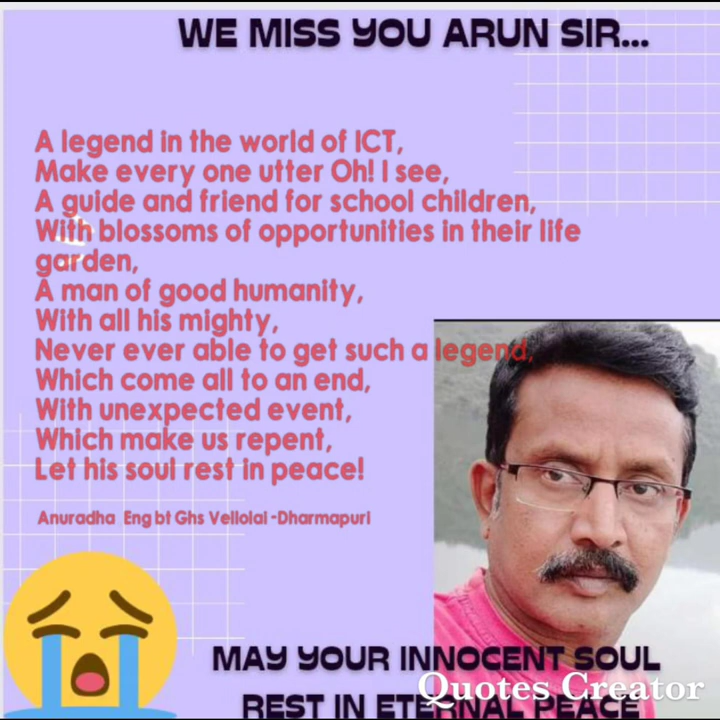 WE MISS YOU ARUN SIR...
A legend in the world of ICT,
Make every one utter Oh! I see,
A guide and friend for school children,
With blossoms of opportunities in their life
garden,
A man of good humanity,
With all his mighty,
Never ever able to get such a legend,
Which come all to an end,
With unexpected event,
Which make us repent,
Let his soul rest in peace!
Anuradha Eng bt Ghs Vellolai -Dharmapuri
MAY YOUR INNOCENT SOUL
REST IN ETERNAL PEACE
Quotes Creator